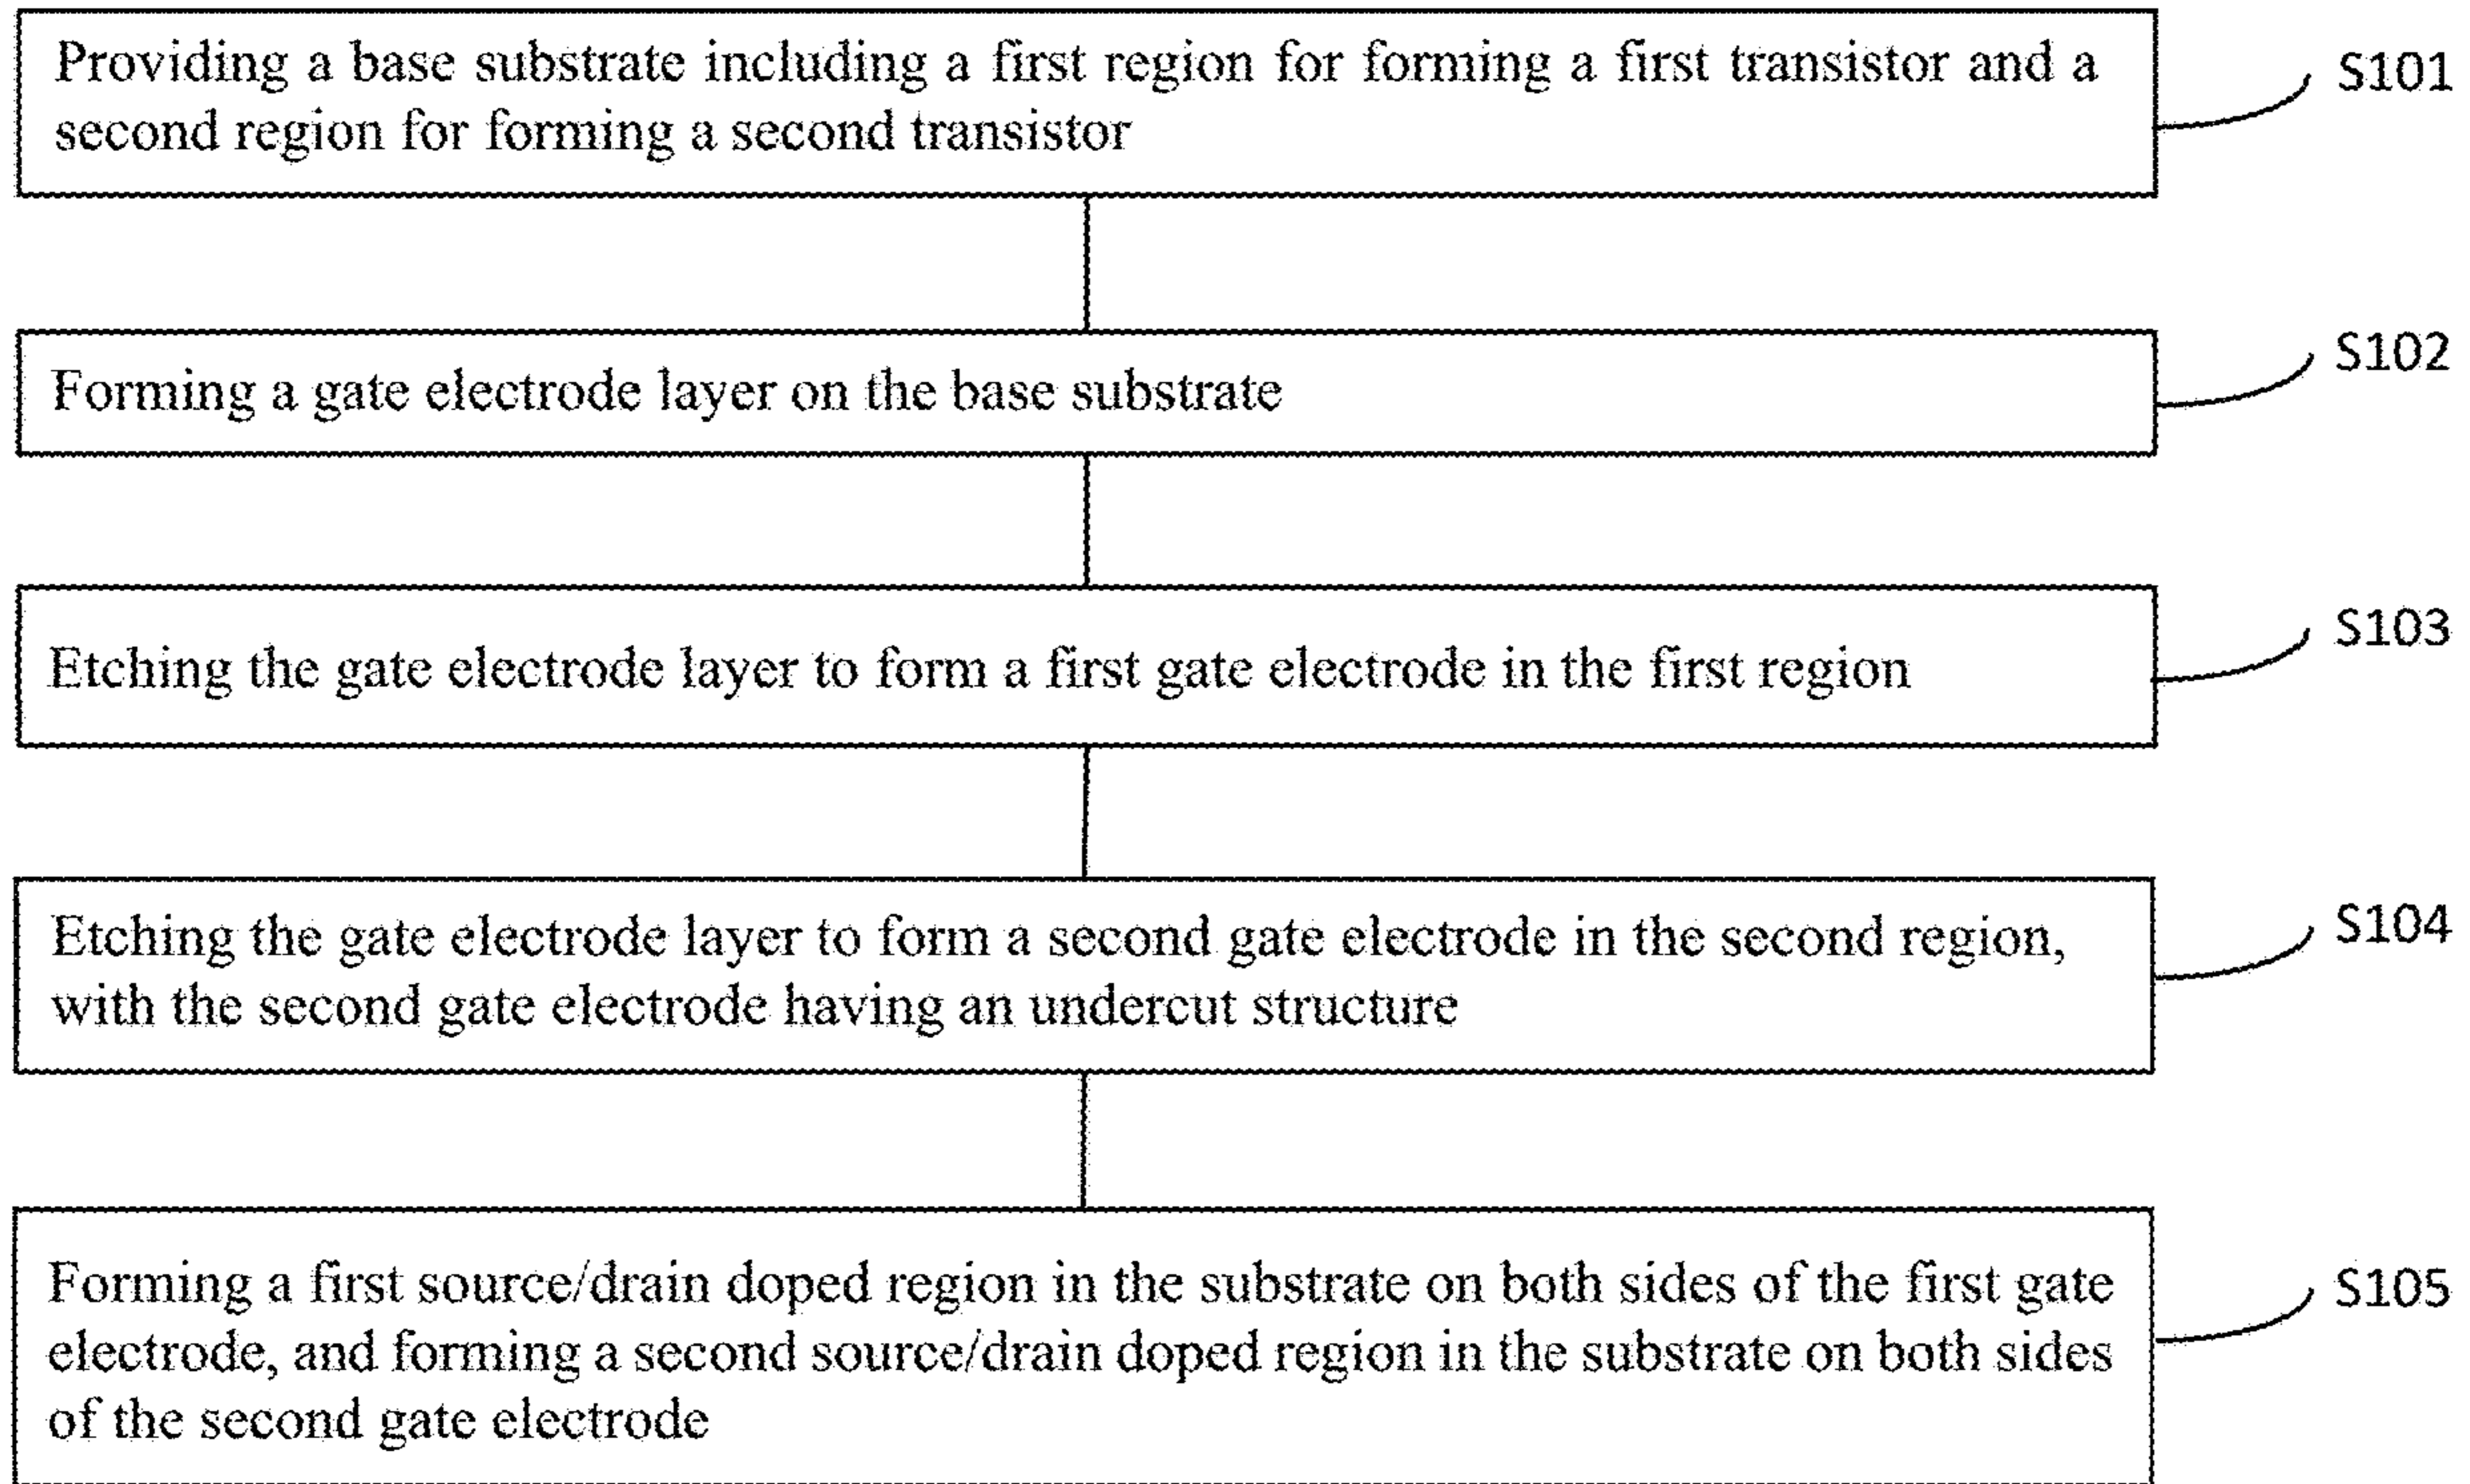 Providing a base substrate including a first region for forming a first transistor and a
second region for forming a second transistor
S101
Forming a gate electrode layer on the base substrate
S102
Etching the gate electrode layer to form a first gate electrode in the first region
S103
Etching the gate electrode layer to form a second gate electrode in the second region,
with the second gate electrode having an undercut structure
S104
Forming a first source/drain doped region in the substrate on both sides of the first gate
electrode, and forming a second source/drain doped region in the substrate on both sides
of the second gate electrode
S105